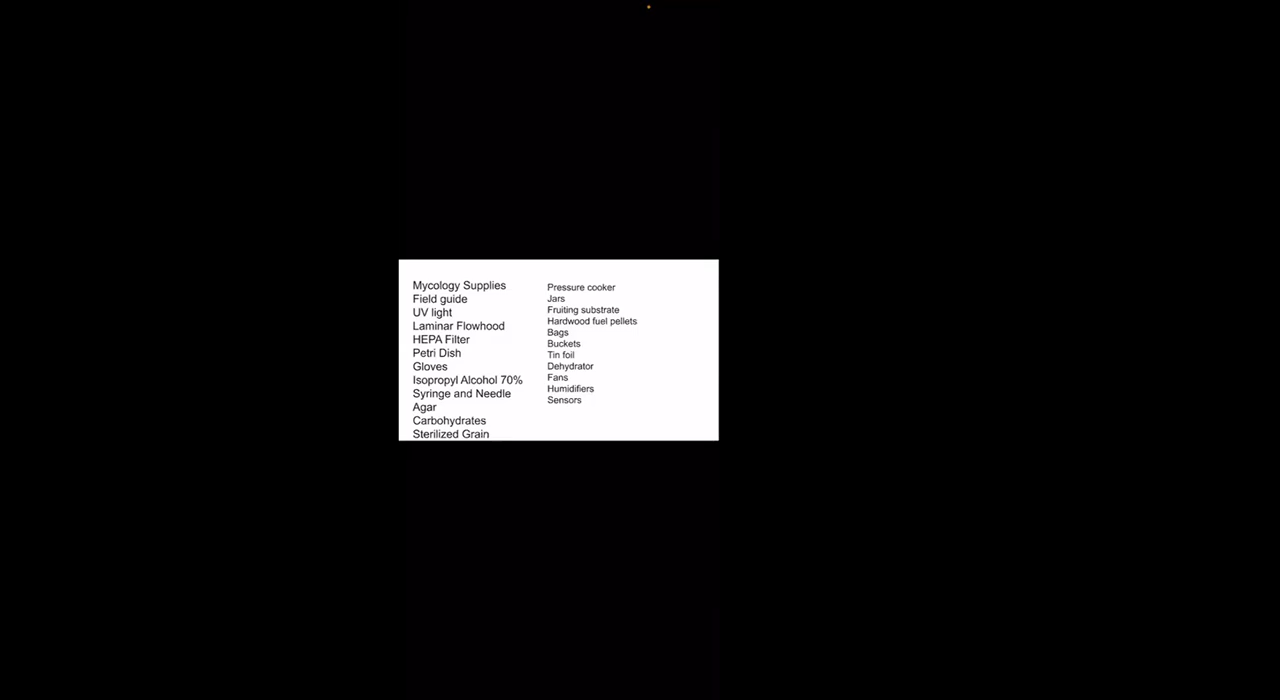 Mycology Supplies
Field guide
UV light
Laminar Flowhood
HEPA Filter
Petri Dish
Gloves
Isopropyl Alcohol 70%
Syringe and Needle
Agar
Carbohydrates
Sterilized Grain
Pressure cooker
Jars
Fruiting substrate
Hardwood fuel pellets
Bags
Buckets
Tin foil
Dehydrator
Fans
Humidifiers
Sensors